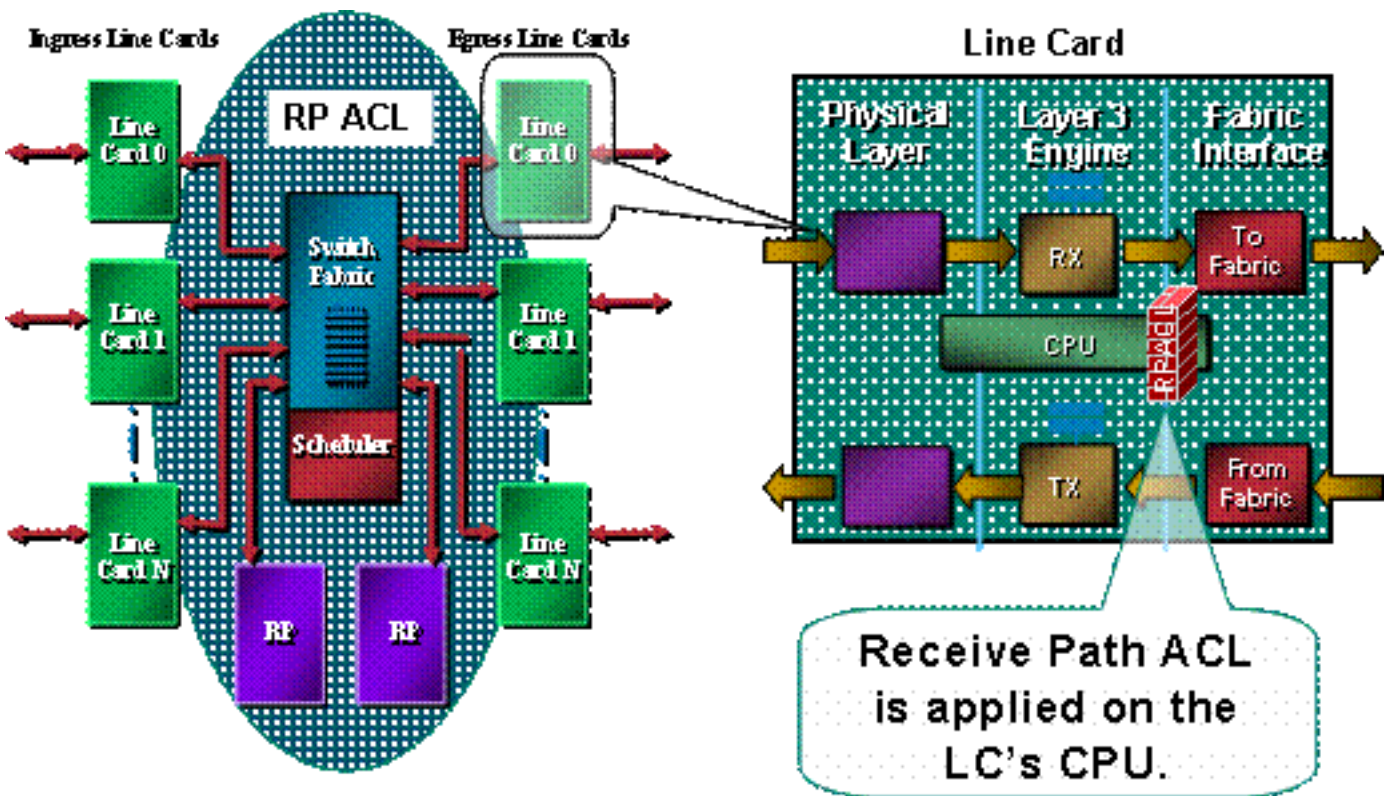 Ingress Line Cards
Egress Line Cards
RP ACL
Line
Card 0
Line
Card 1
Line
Card N
Switch
Fabric
Scheduler
RP
RP
Line
Card 0
Line
Card 1
Line
Card N
Line Card
Physical
Layer
Layer 3
Engine
Fabric
Interface
RX
To
Fabric
CPU
RPACL
TX
From
Fabric
Receive Path ACL
is applied on the
LC's CPU.